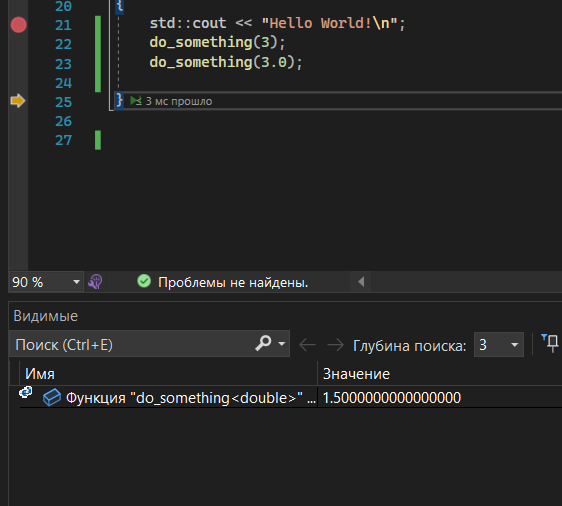 20 {
21 std::cout << "Hello World!\n";
22 do_something(3);
23 do_something(3.0);
24
25 } 3 мс прошло
26
27
90 % Проблемы не найдены.
Видимые
Поиск (Ctrl+E) Глубина поиска: 3
Имя Значение
Функция "do_something<double>" ... 1.5000000000000000